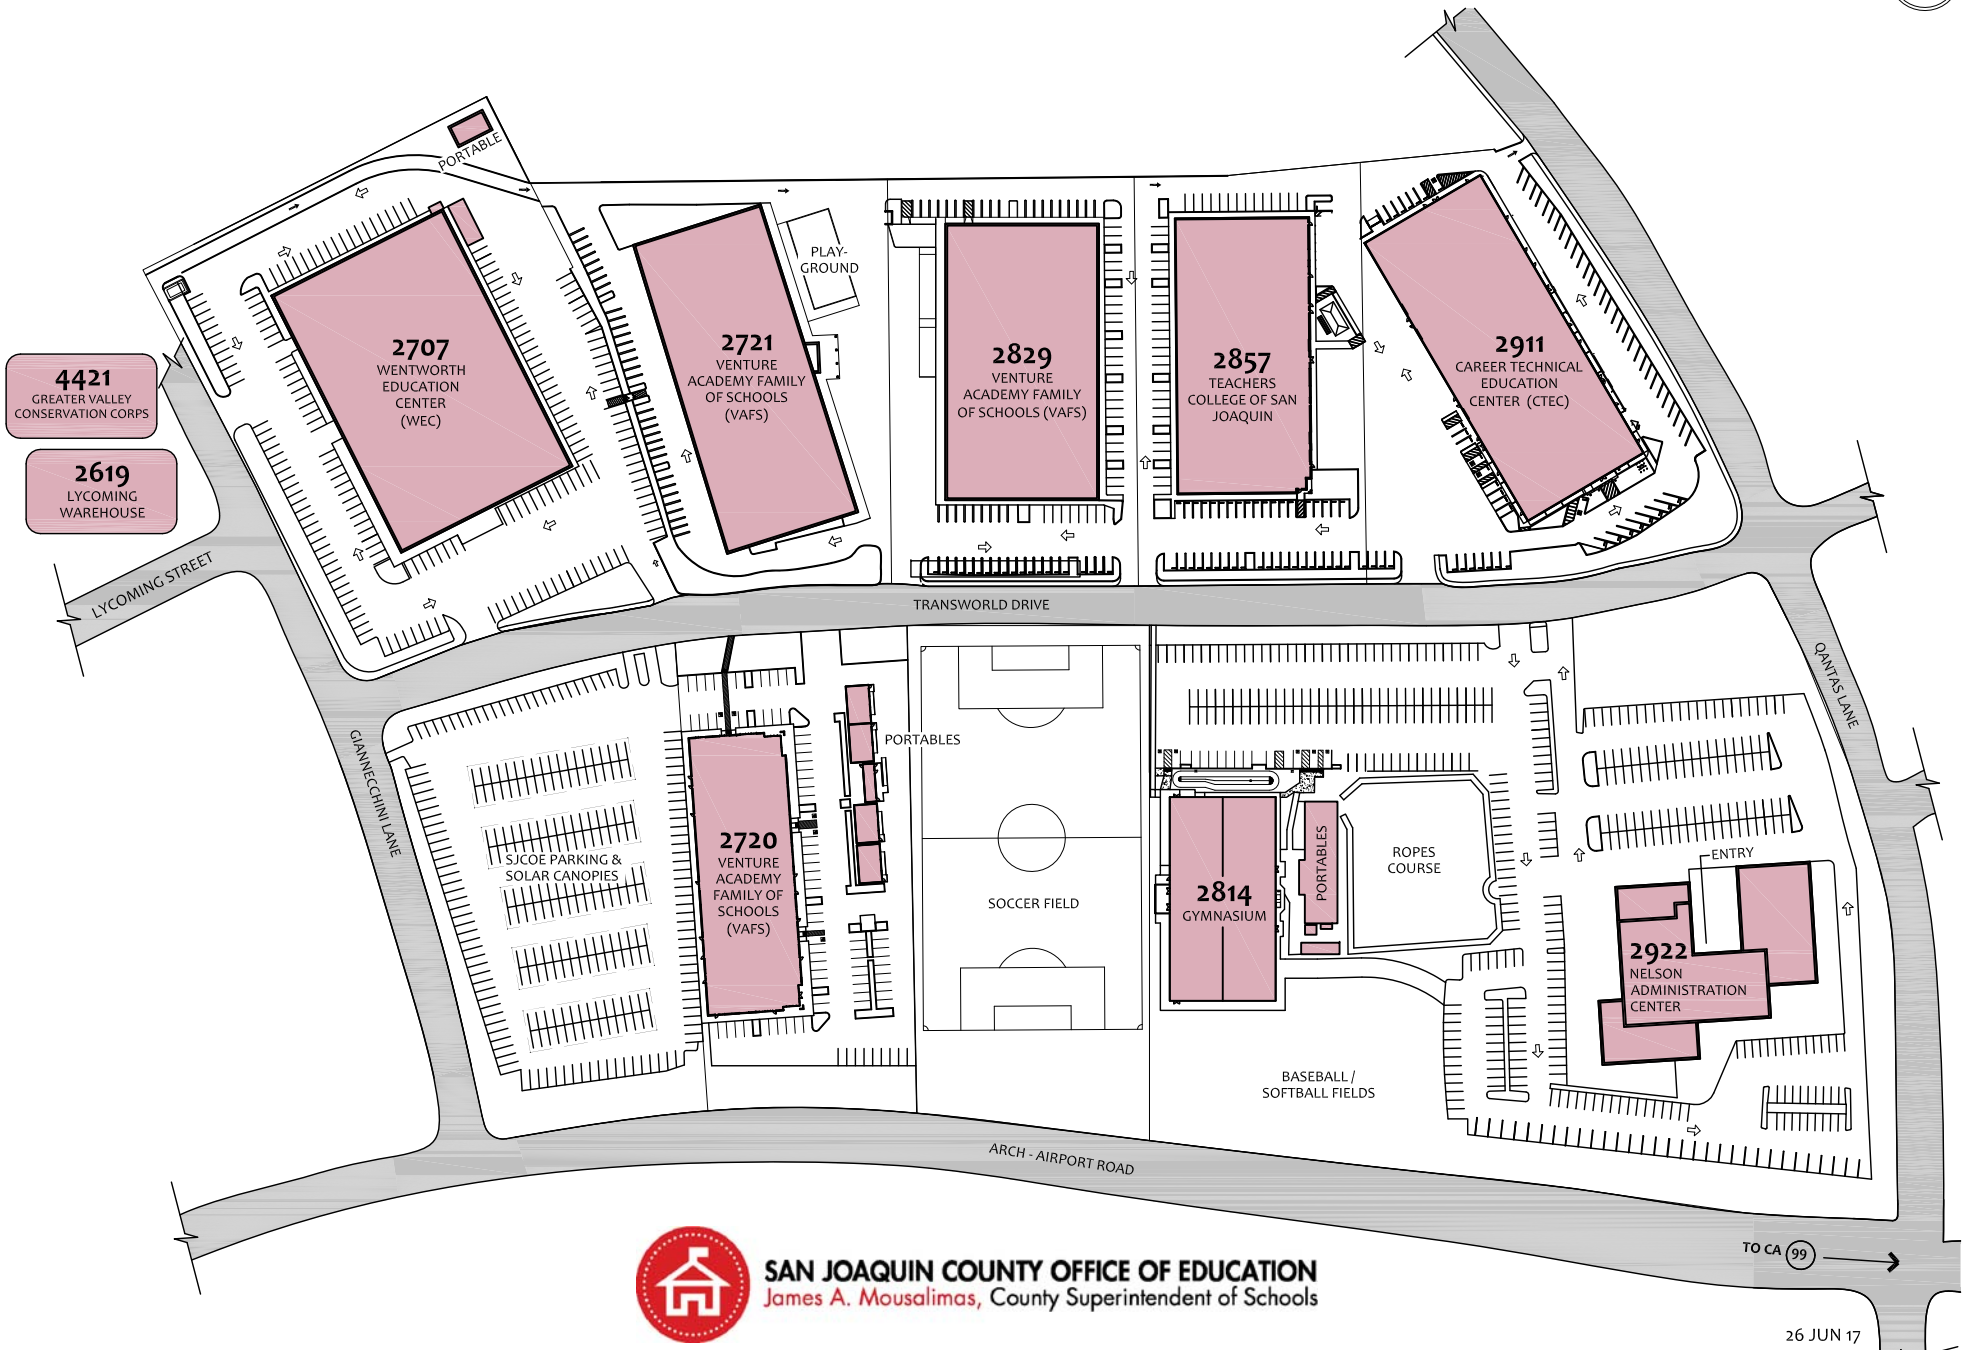 PORTABLE
2707
WENTWORTH
EDUCATION
CENTER
(WEC)
2721
VENTURE
ACADEMY FAMILY
OF SCHOOLS
(VAFS)
PLAY-
GROUND
2829
VENTURE
ACADEMY FAMILY
OF SCHOOLS (VAFS)
2857
TEACHERS
COLLEGE OF SAN
JOAQUIN
2911
CAREER TECHNICAL
EDUCATION
CENTER (CTEC)
4421
GREATER VALLEY
CONSERVATION CORPS
2619
LYCOMING
WAREHOUSE
LYCOMING STREET
TRANSWORLD DRIVE
QANTAS LANE
GIANNECCHINI LANE
SJCOE PARKING &
SOLAR CANOPIES
2720
VENTURE
ACADEMY
FAMILY OF
SCHOOLS
(VAFS)
PORTABLES
SOCCER FIELD
2814
GYMNASIUM
PORTABLES
ROPES
COURSE
ENTRY
2922
NELSON
ADMINISTRATION
CENTER
BASEBALL /
SOFTBALL FIELDS
ARCH - AIRPORT ROAD
TO CA 99
SAN JOAQUIN COUNTY OFFICE OF EDUCATION
James A. Mousalimas, County Superintendent of Schools
26 JUN 17